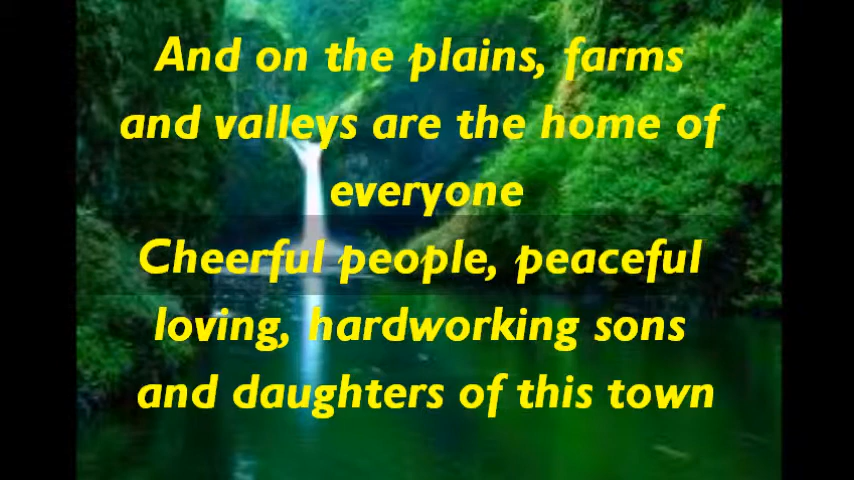 And on the plains, farms
and valleys are the home of
everyone
Cheerful people, peaceful
loving, hardworking sons
and daughters of this town